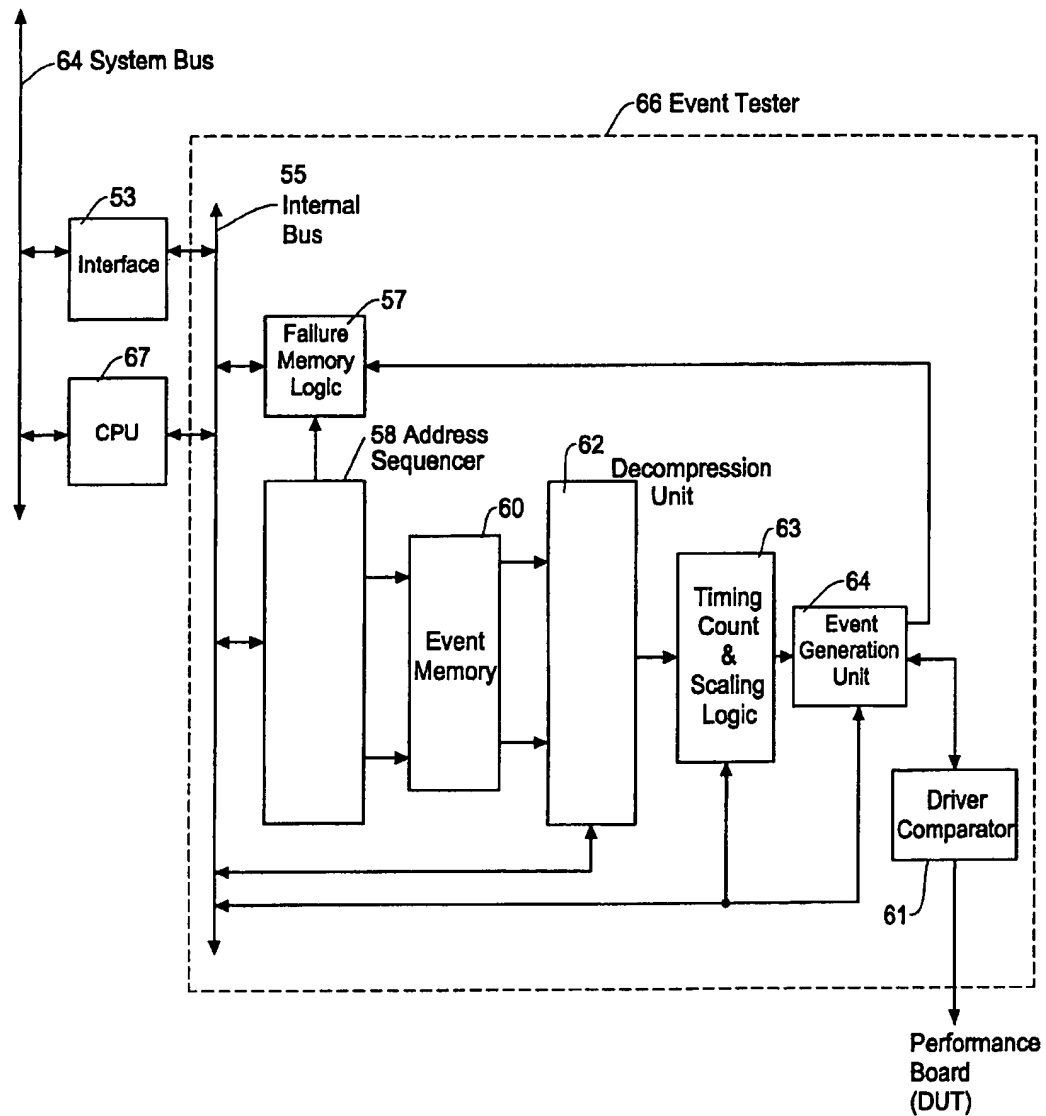 64 System Bus
66 Event Tester
55
Internal
Bus
53
Interface
57
Failure
Memory
Logic
67
CPU
58 Address
Sequencer
62
Decompression
Unit
60
Event
Memory
63
Timing
Count
&
Scaling
Logic
64
Event
Generation
Unit
Driver
Comparator
61
Performance
Board
(DUT)